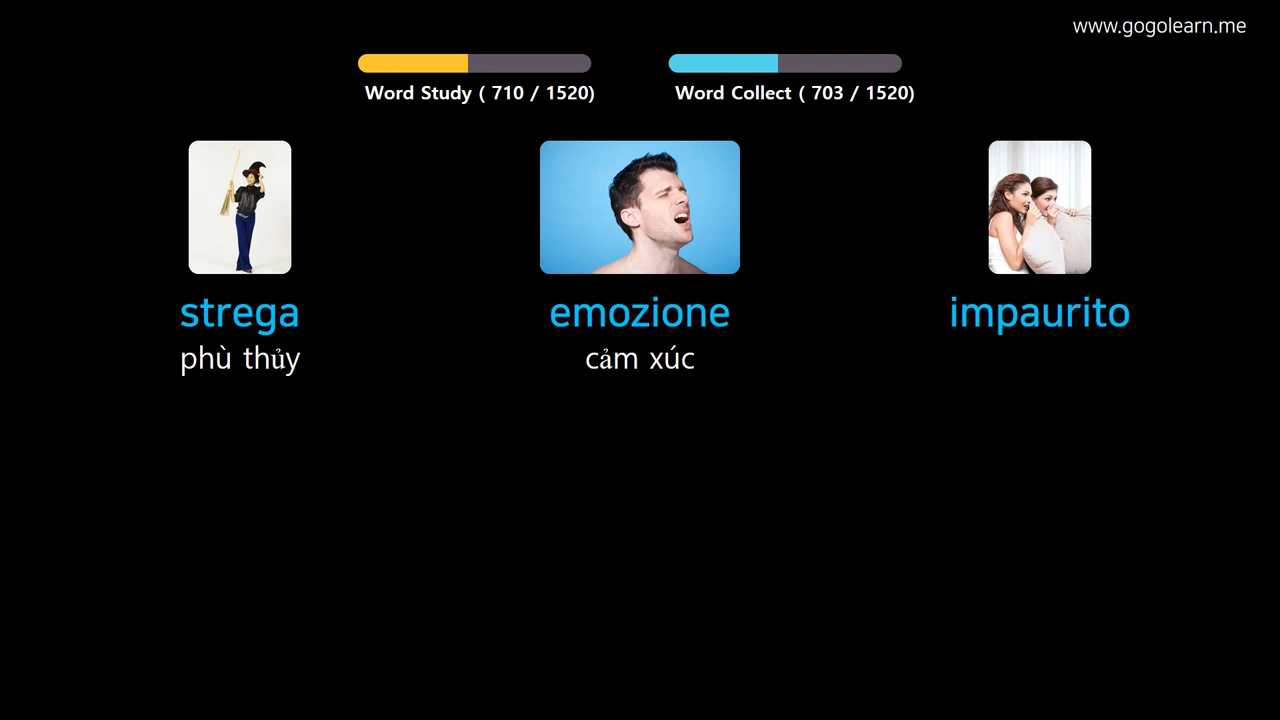 www.gogolearn.me
Word Study ( 710 / 1520)
Word Collect ( 703 / 1520)
strega
emozione
impaurito
phù thủy
cảm xúc